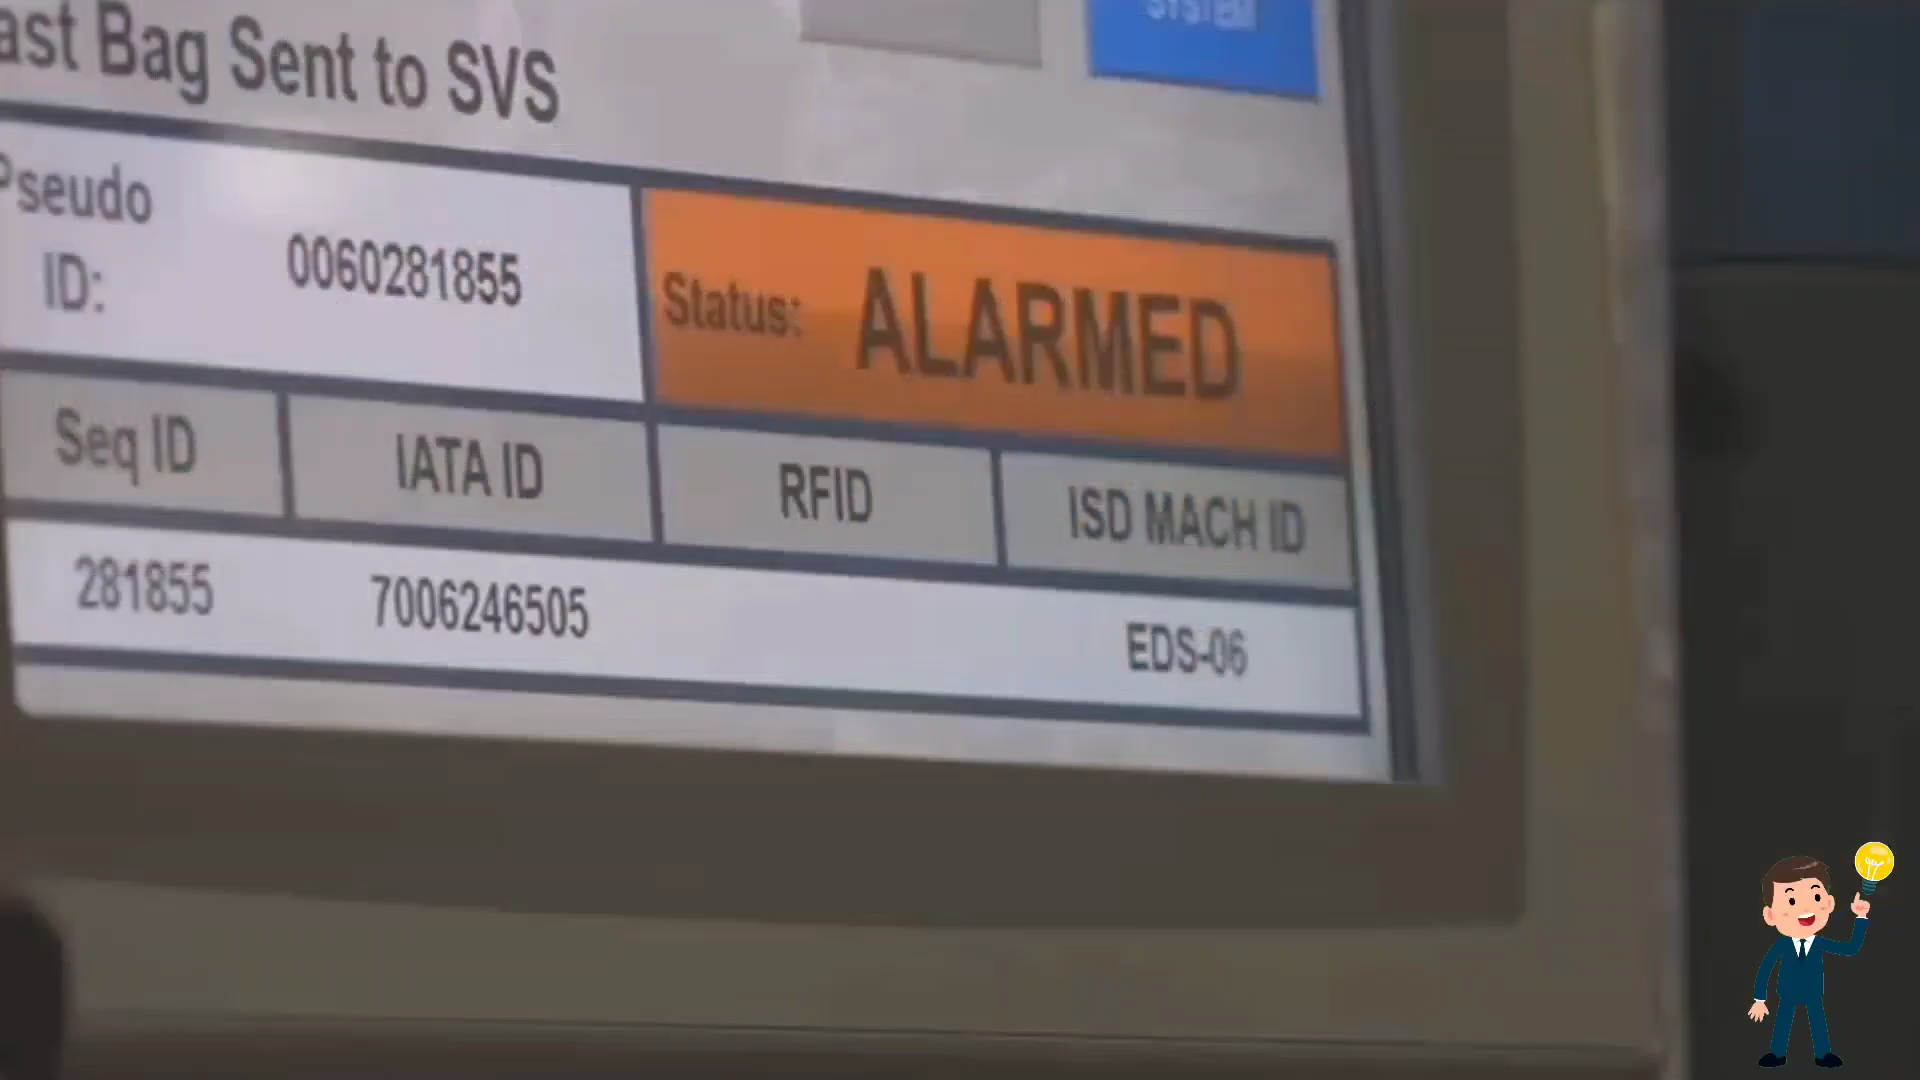 SYSTEM
ast Bag Sent to SVS
Pseudo
ID:
0060281855
Status: ALARMED
Seq ID IATA ID RFID ISD MACH ID
281855 7006246505 EDS-06